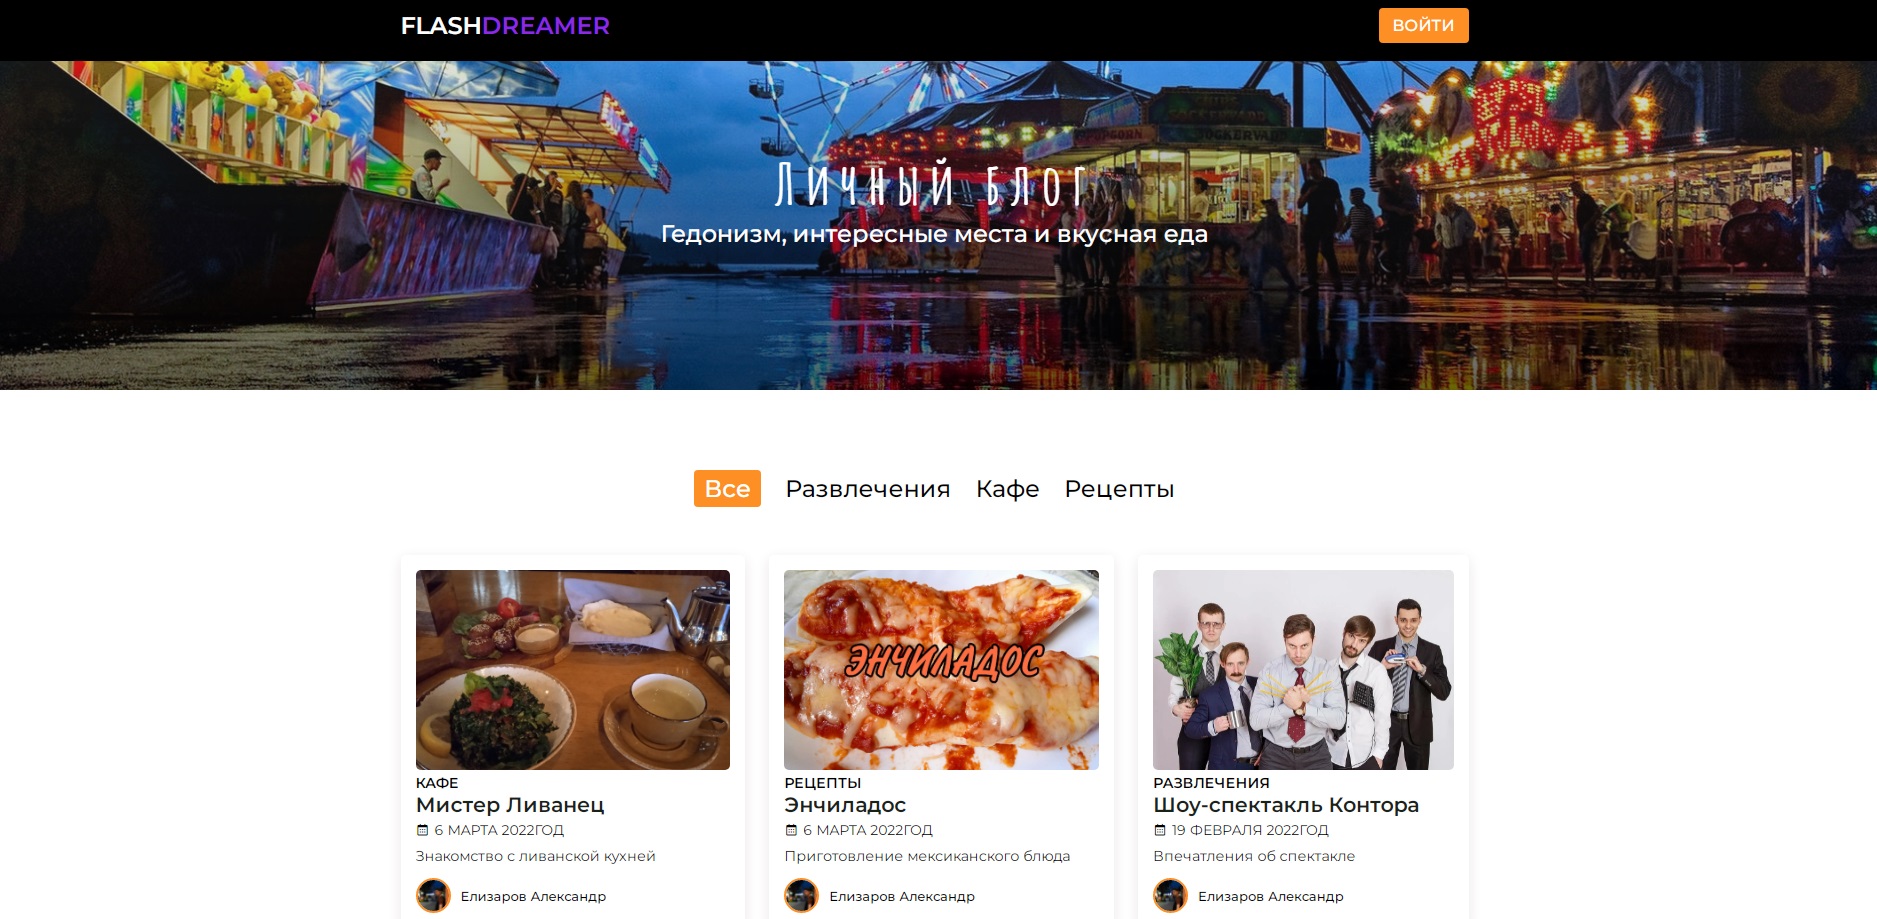 FLASHDREAMER
ВОЙТИ
POPCORN
Личный блог
Гедонизм, интересные места и вкусная еда
Все
Развлечения
Кафе
Рецепты
ЭНЧИЛАДОС
КАФЕ
Мистер Ливанец
6 МАРТА 2022ГОД
Знакомство с ливанской кухней
Елизаров Александр
РЕЦЕПТЫ
Энчиладос
6 МАРТА 2022ГОД
Приготовление мексиканского блюда
Елизаров Александр
РАЗВЛЕЧЕНИЯ
Шоу-спектакль Контора
19 ФЕВРАЛЯ 2022ГОД
Впечатления об спектакле
Елизаров Александр